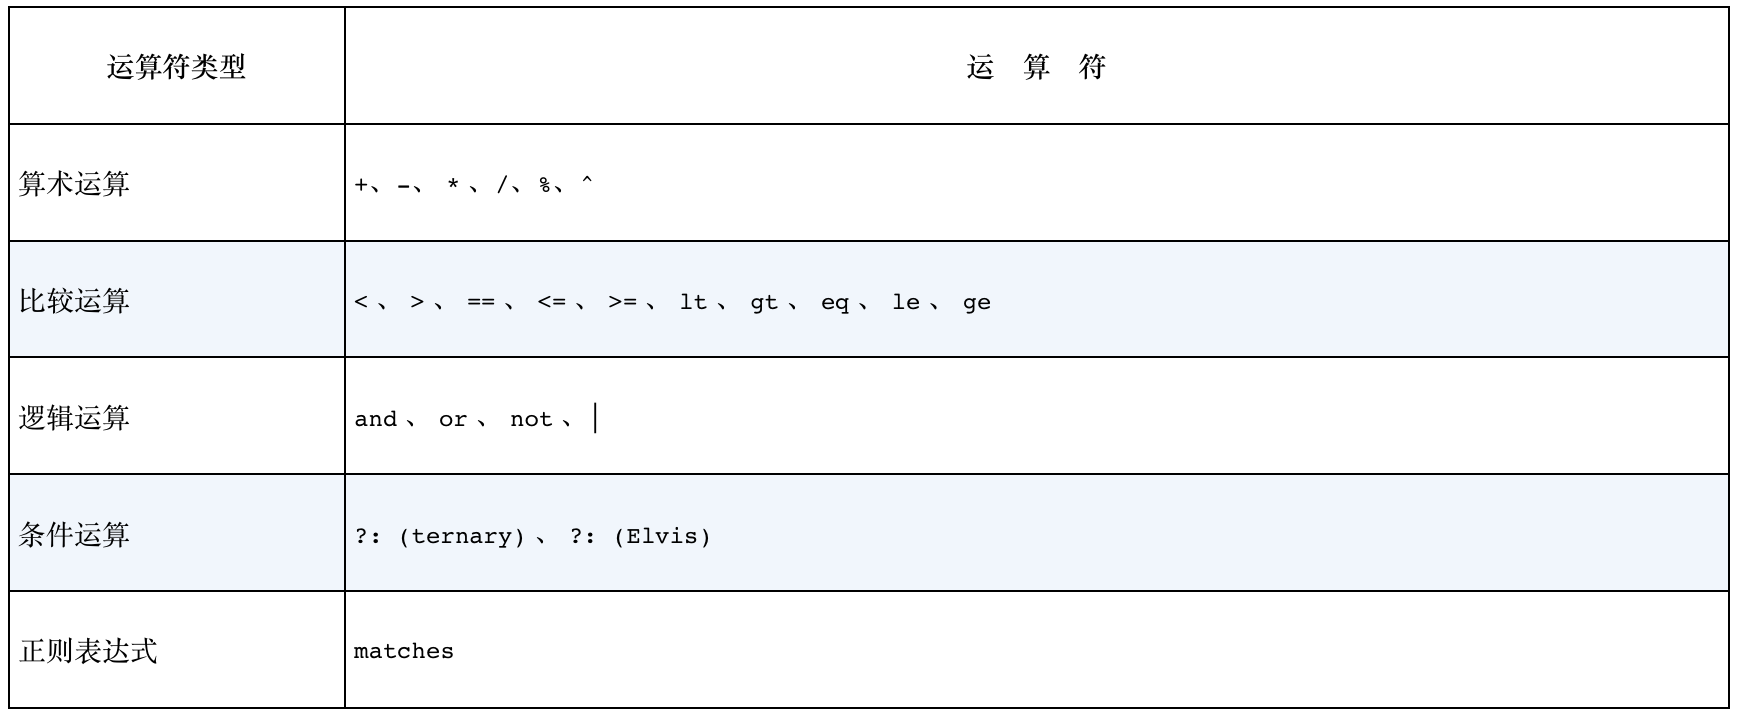 运算符类型
运 算 符
算术运算
+、-、 * 、/、%、^
比较运算
< 、 > 、 == 、 <= 、 >= 、 lt 、 gt 、 eq 、 le 、 ge
逻辑运算
and 、 or 、 not 、 |
条件运算
?: (ternary) 、 ?: (Elvis)
正则表达式
matches